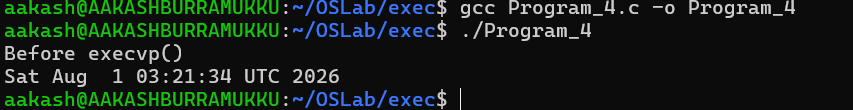 aakash@AAKASHBURRAMUKKU:~/OSLab/exec$ gcc Program_4.c -o Program_4
aakash@AAKASHBURRAMUKKU:~/OSLab/exec$ ./Program_4
Before execvp()
Sat Aug  1 03:21:34 UTC 2026
aakash@AAKASHBURRAMUKKU:~/OSLab/exec$